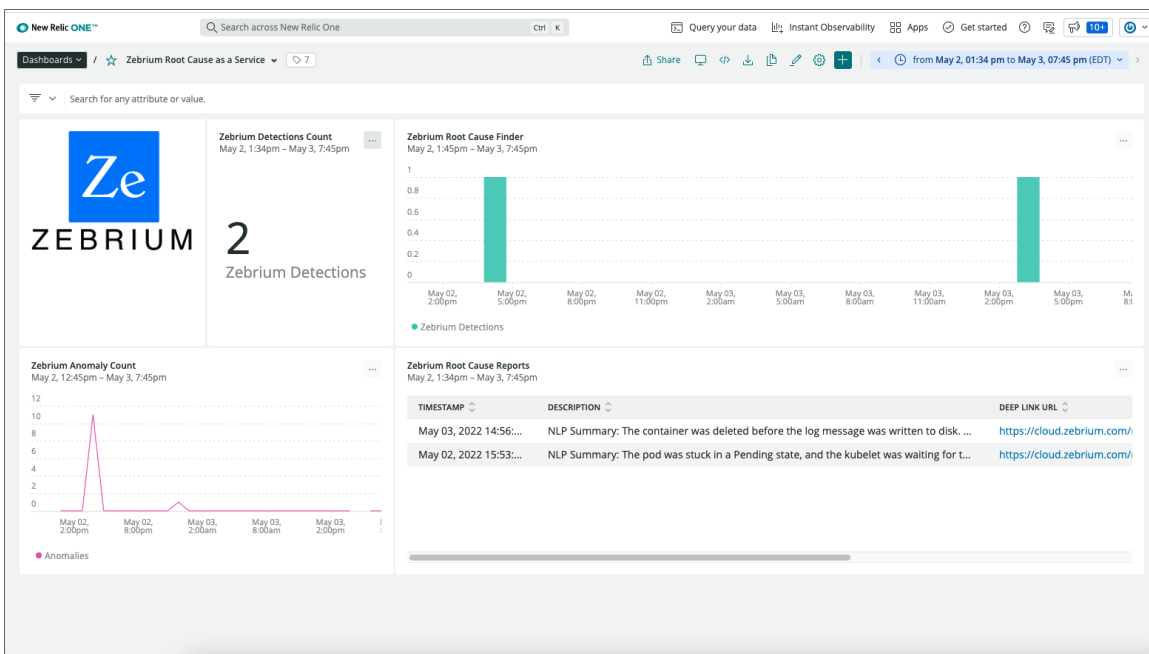 New Relic ONE™
Search across New Relic One
Ctrl K
Query your data
Instant Observability
Apps
Get started
10+
Dashboards
/
Zebrium Root Cause as a Service
7
Share
</>
from May 2, 01:34 pm to May 3, 07:45 pm (EDT)
Search for any attribute or value.
Ze
ZEBRIUM
Zebrium Detections Count
May 2, 1:34pm – May 3, 7:45pm
...
2
Zebrium Detections
Zebrium Root Cause Finder
May 2, 1:45pm – May 3, 7:45pm
...
1
0.8
0.6
0.4
0.2
0
May 02, 2:00pm
May 02, 5:00pm
May 02, 8:00pm
May 02, 11:00pm
May 03, 2:00am
May 03, 5:00am
May 03, 8:00am
May 03, 11:00am
May 03, 2:00pm
May 03, 5:00pm
Zebrium Detections
Zebrium Anomaly Count
May 2, 12:45pm – May 3, 7:45pm
...
12
10
8
6
4
2
0
May 02, 2:00pm
May 02, 8:00pm
May 03, 2:00am
May 03, 8:00am
May 03, 2:00pm
Anomalies
Zebrium Root Cause Reports
May 2, 1:34pm – May 3, 7:45pm
...
TIMESTAMP DESCRIPTION DEEP LINK URL
May 03, 2022 14:56:... NLP Summary: The container was deleted before the log message was written to disk. ... https://cloud.zebrium.com/
May 02, 2022 15:53:... NLP Summary: The pod was stuck in a Pending state, and the kubelet was waiting for t... https://cloud.zebrium.com/